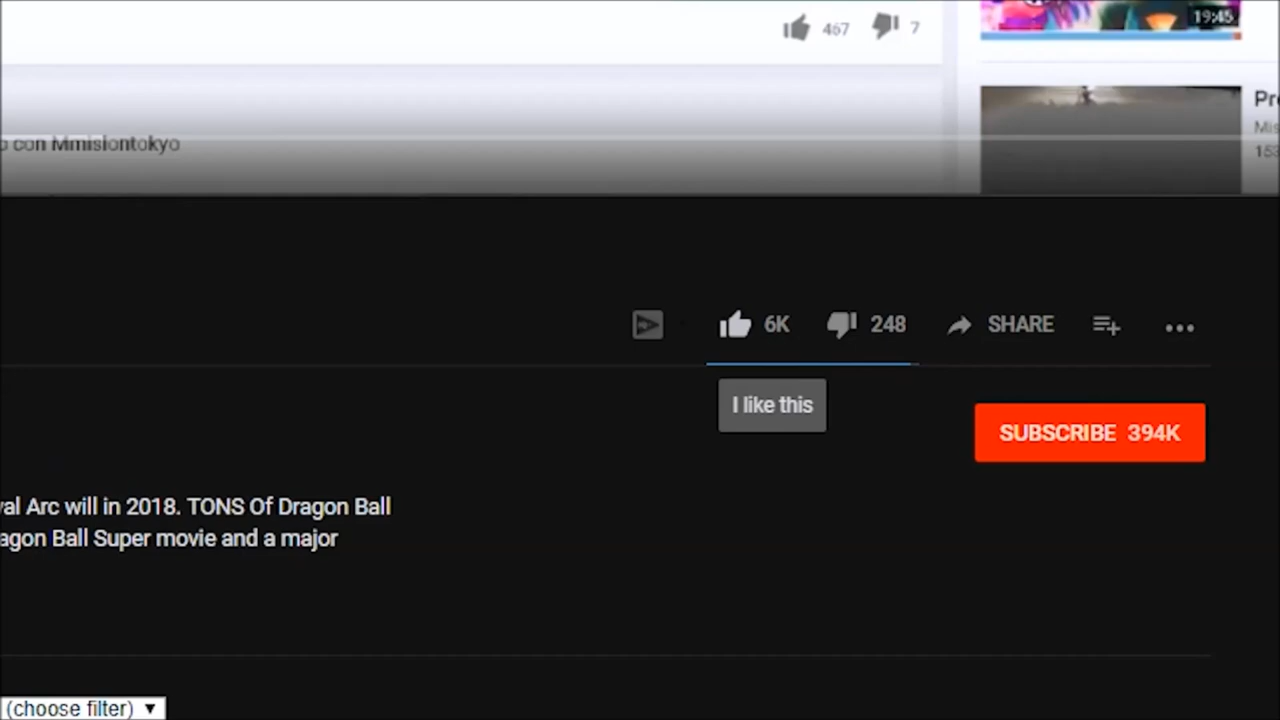 467 7
19:45
con Mmisiontokyo
153
6K 248 SHARE
I like this
SUBSCRIBE 394K
val Arc will in 2018. TONS Of Dragon Ball
agon Ball Super movie and a major
(choose filter)